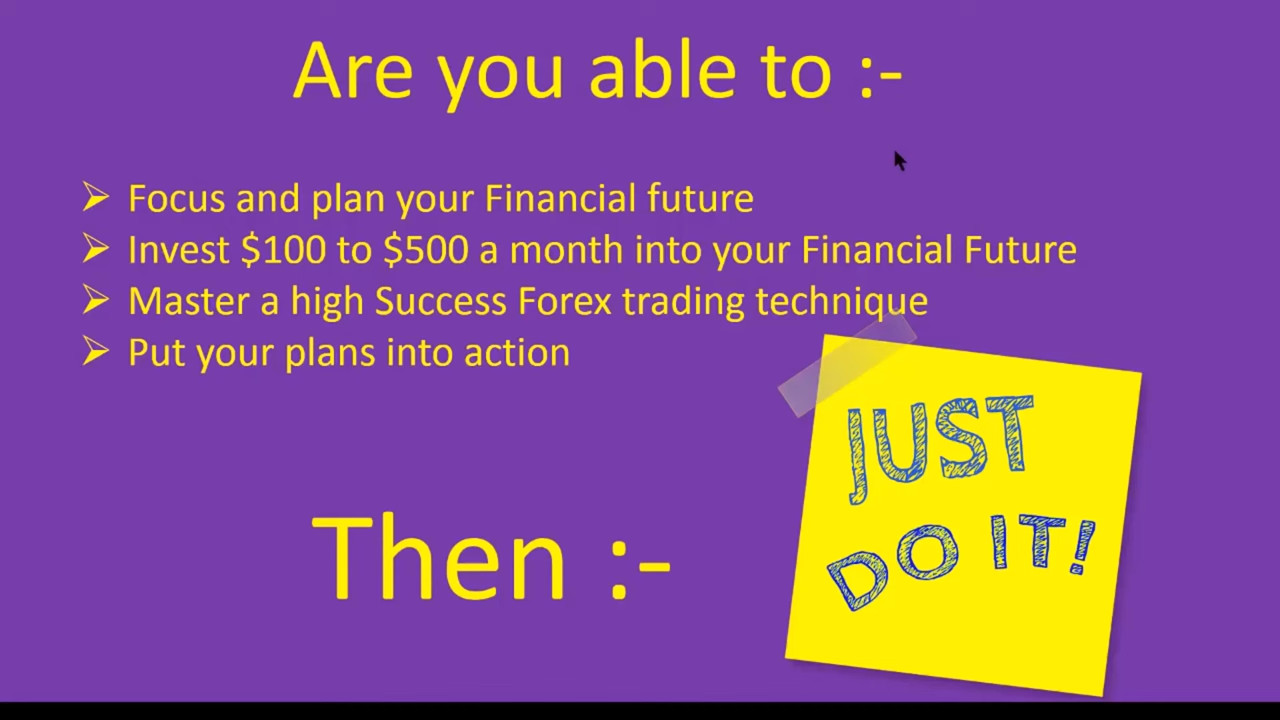 Are you able to :-
Focus and plan your Financial future
Invest $100 to $500 a month into your Financial Future
Master a high Success Forex trading technique
Put your plans into action
Then :-
JUST
DO IT!